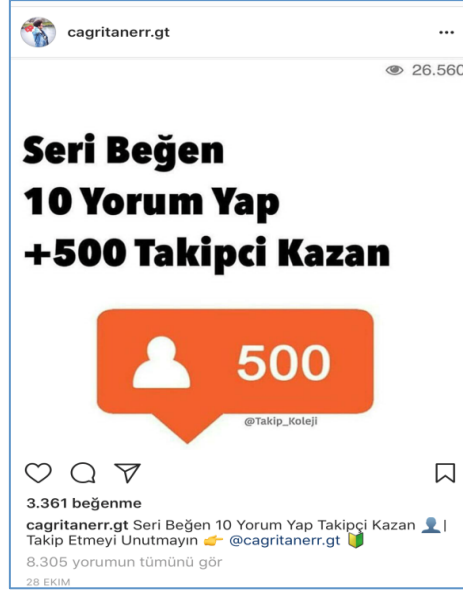 cagritanerr.gt
26.560
Seri Beğen
10 Yorum Yap
+500 Takipci Kazan
500
@Takip_Koleji
3.361 beğenme
cagritanerr.gt Seri Beğen 10 Yorum Yap Takipçi Kazan 👤|
Takip Etmeyi Unutmayın 👉 @cagritanerr.gt 🔰
8.305 yorumun tümünü gör
28 EKIM